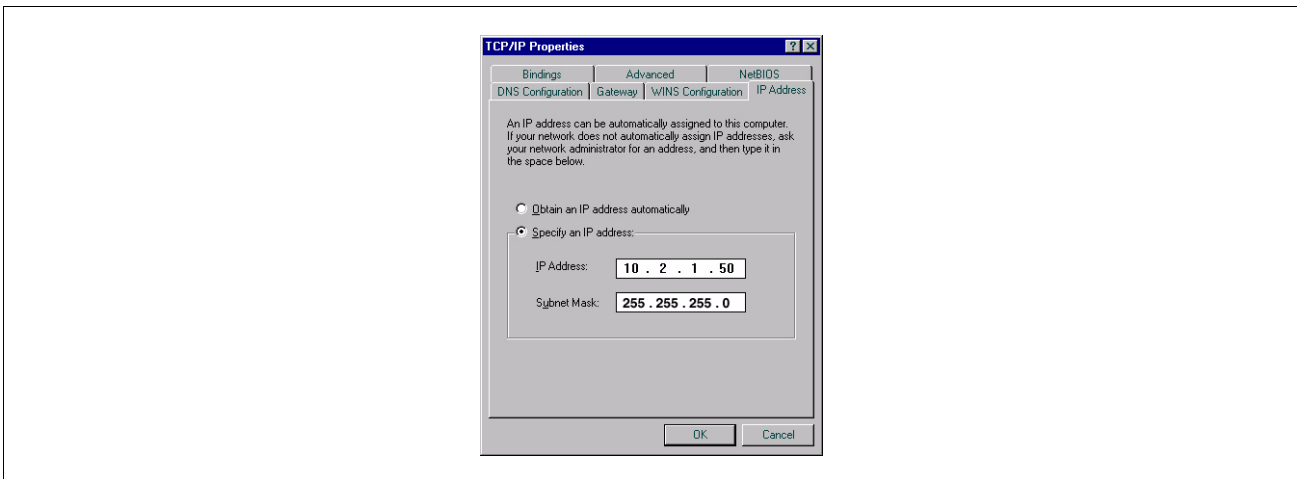 TCP/IP Properties
Bindings Advanced NetBIOS
DNS Configuration Gateway WINS Configuration IP Address
An IP address can be automatically assigned to this computer.
If your network does not automatically assign IP addresses, ask
your network administrator for an address, and then type it in
the space below.
Obtain an IP address automatically
Specify an IP address:
IP Address: 10 . 2 . 1 . 50
Subnet Mask: 255 . 255 . 255 . 0
OK Cancel